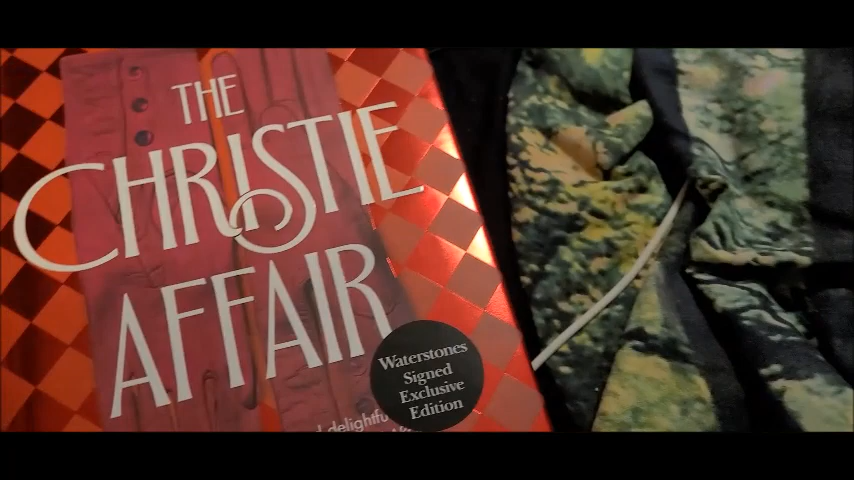 THE
CHRISTIE
AFFAIR
Waterstones
Signed
Exclusive
Edition